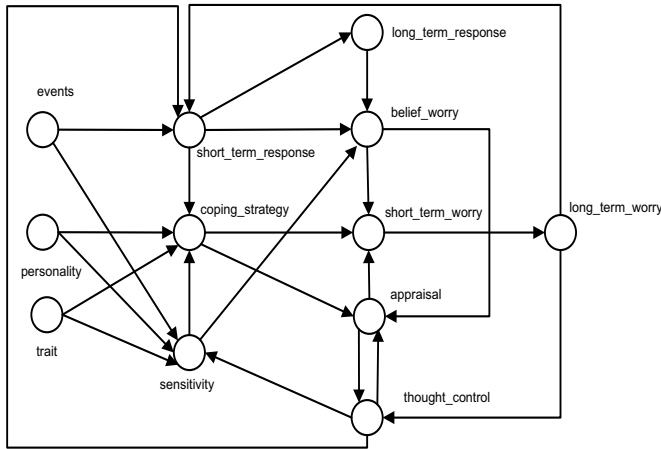 long_term_response
events
belief_worry
short_term_response
coping_strategy
short_term_worry
long_term_worry
personality
appraisal
trait
sensitivity
thought_control